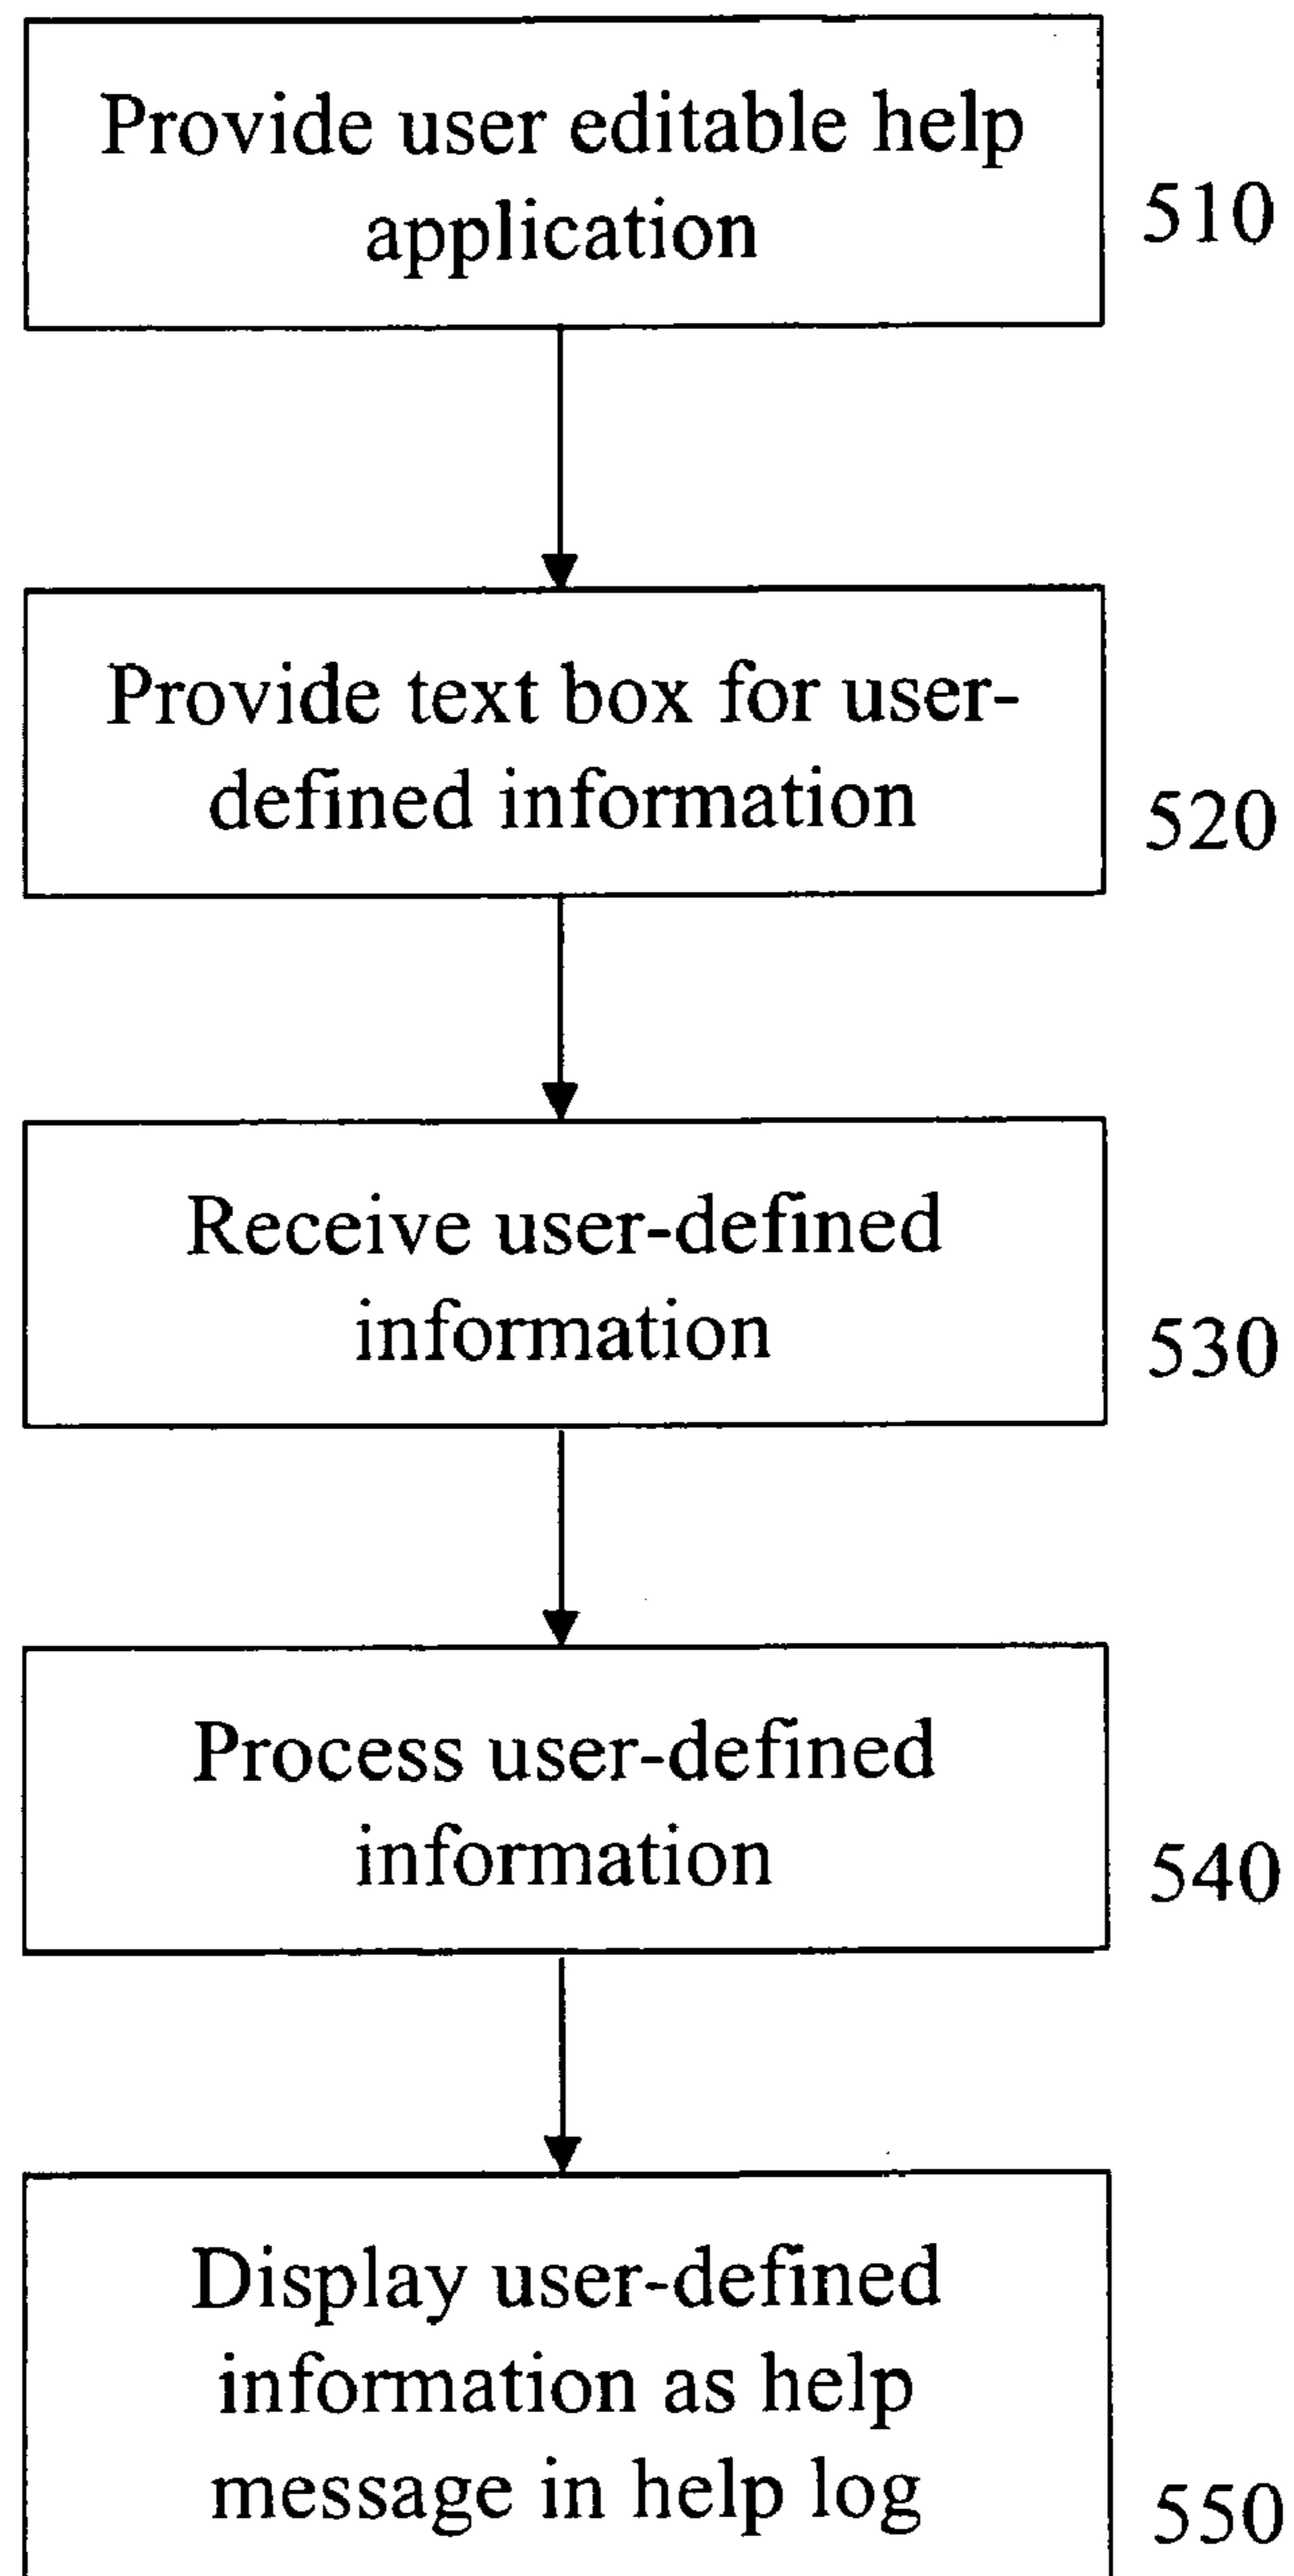 Provide user editable help
application
510
Provide text box for user-
defined information
520
Receive user-defined
information
530
Process user-defined
information
540
Display user-defined
information as help
message in help log
550